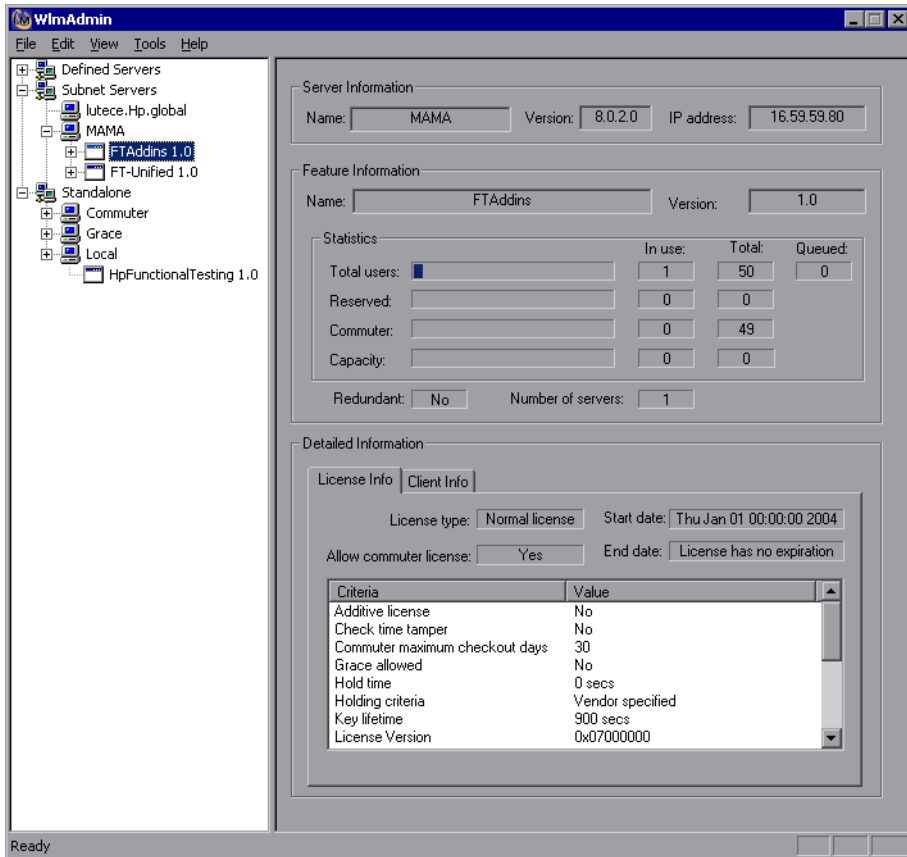 WlmAdmin
File Edit View Tools Help
Defined Servers
Subnet Servers
lutece.Hp.global
MAMA
FTAddins 1.0
FT-Unified 1.0
Standalone
Commuter
Grace
Local
HpFunctionalTesting 1.0
Server Information
Name: MAMA Version: 8.0.2.0 IP address: 16.59.59.80
Feature Information
Name: FTAddins Version: 1.0
Statistics
In use: Total: Queued:
Total users: 1 50 0
Reserved: 0 0
Commuter: 0 49
Capacity: 0 0
Redundant: No Number of servers: 1
Detailed Information
License Info Client Info
License type: Normal license Start date: Thu Jan 01 00:00:00 2004
Allow commuter license: Yes End date: License has no expiration
Criteria Value
Additive license No
Check time tamper No
Commuter maximum checkout days 30
Grace allowed No
Hold time 0 secs
Holding criteria Vendor specified
Key lifetime 900 secs
License Version 0x07000000
Ready